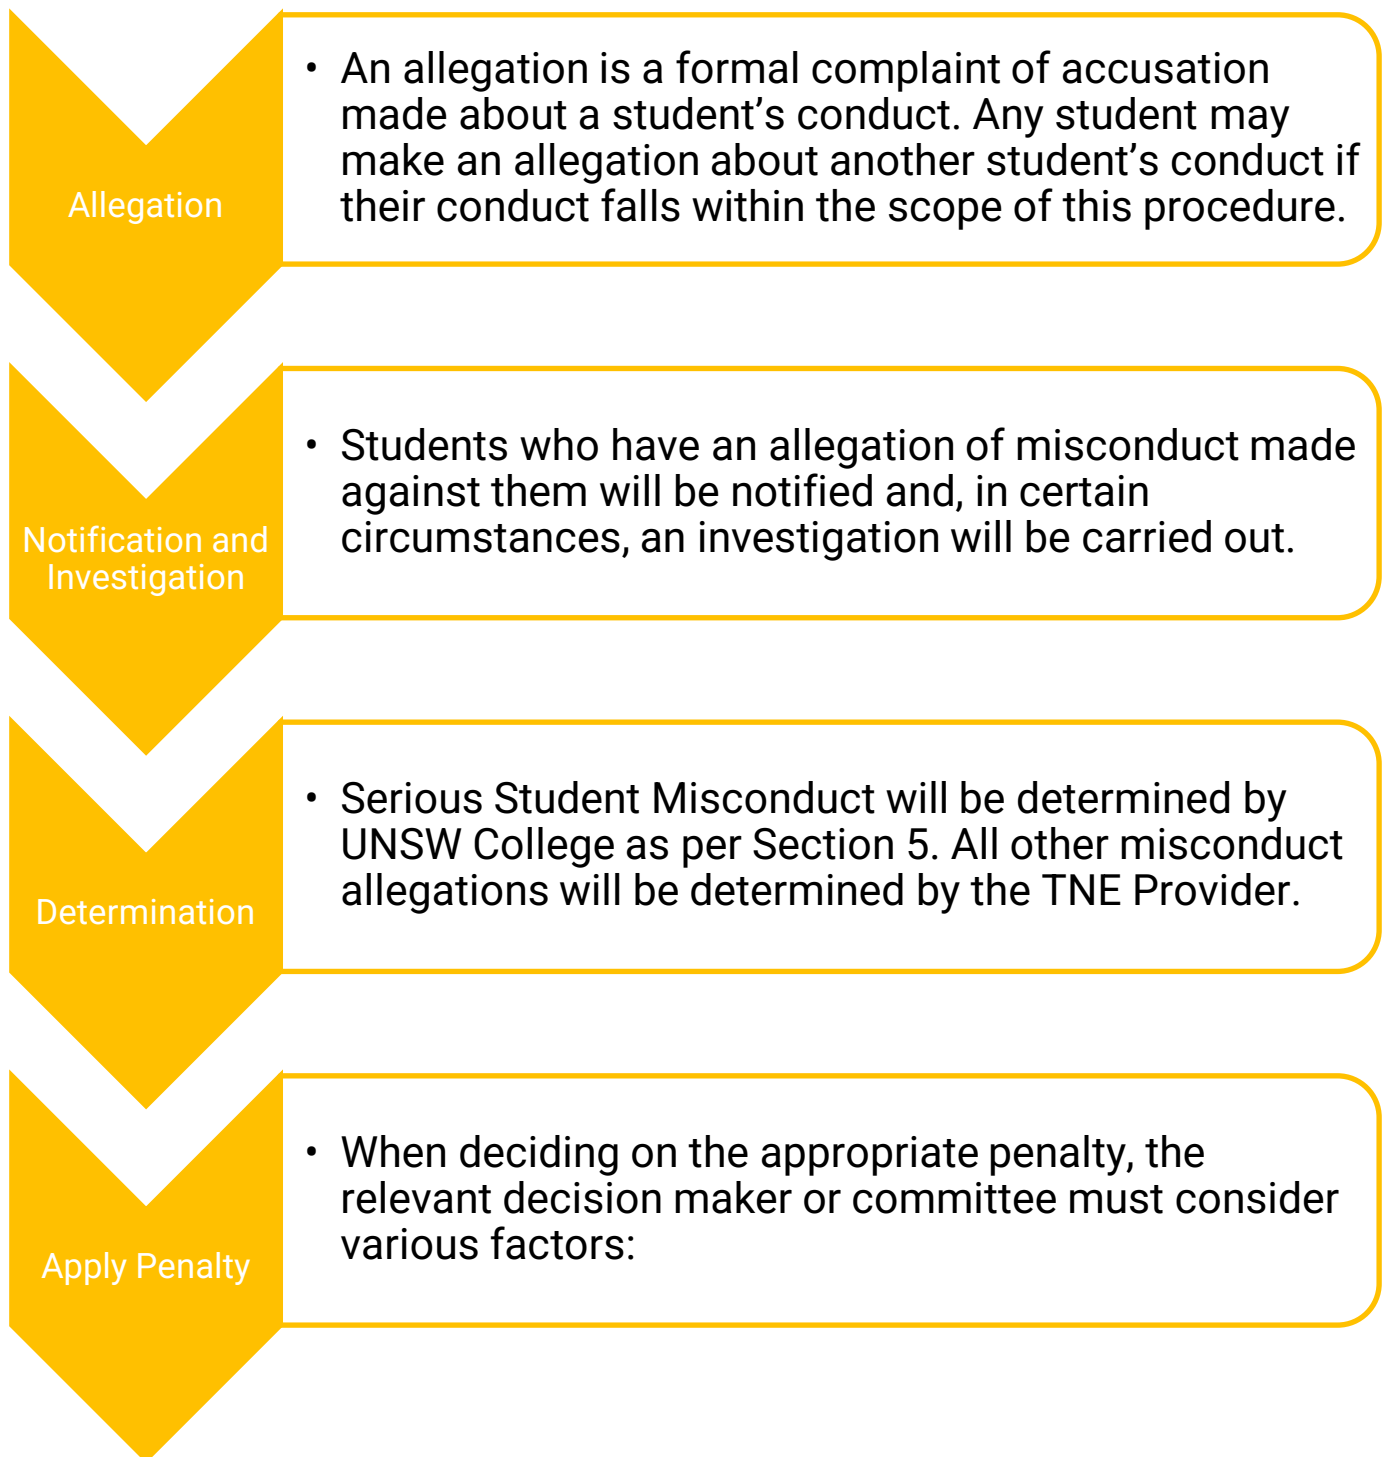 Allegation
• An allegation is a formal complaint of accusation
made about a student’s conduct. Any student may
make an allegation about another student’s conduct if
their conduct falls within the scope of this procedure.
Notification and
Investigation
• Students who have an allegation of misconduct made
against them will be notified and, in certain
circumstances, an investigation will be carried out.
Determination
• Serious Student Misconduct will be determined by
UNSW College as per Section 5. All other misconduct
allegations will be determined by the TNE Provider.
Apply Penalty
• When deciding on the appropriate penalty, the
relevant decision maker or committee must consider
various factors: